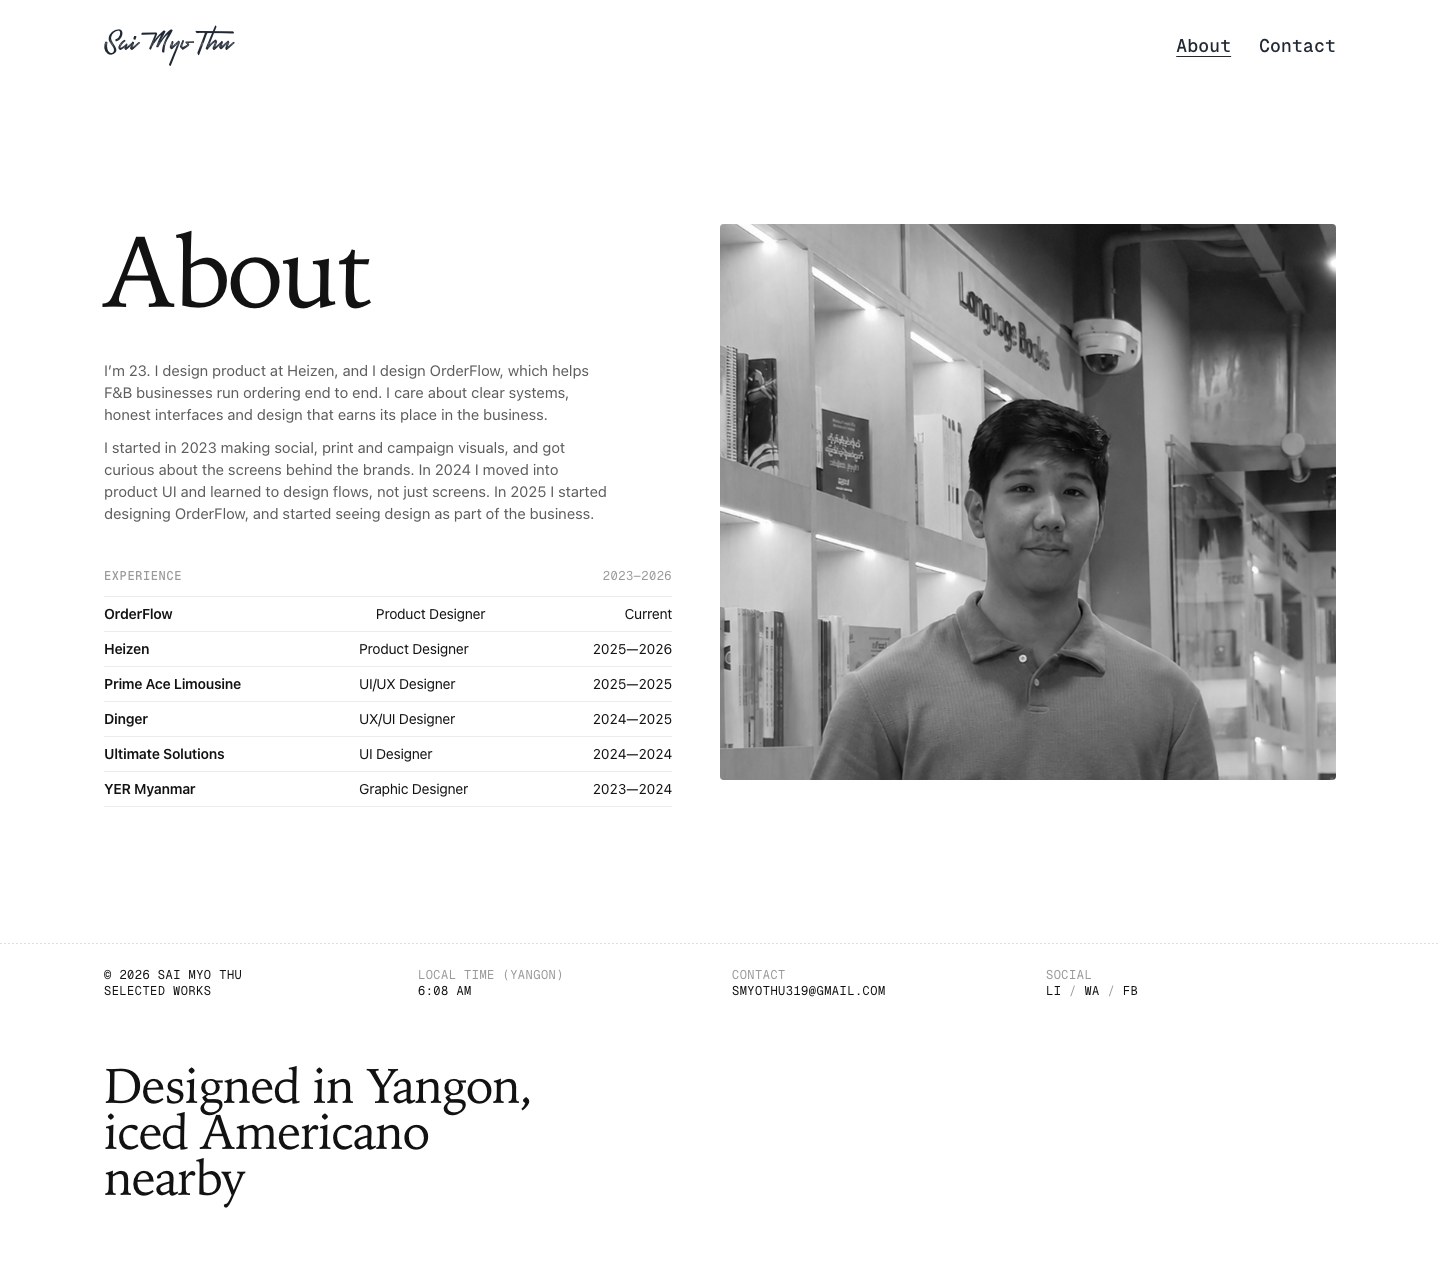 Sai Myo Thu
About Contact
About
I’m 23. I design product at Heizen, and I design OrderFlow, which helps
F&B businesses run ordering end to end. I care about clear systems,
honest interfaces and design that earns its place in the business.
I started in 2023 making social, print and campaign visuals, and got
curious about the screens behind the brands. In 2024 I moved into
product UI and learned to design flows, not just screens. In 2025 I started
designing OrderFlow, and started seeing design as part of the business.
EXPERIENCE 2023—2026
OrderFlow Product Designer Current
Heizen Product Designer 2025—2026
Prime Ace Limousine UI/UX Designer 2025—2025
Dinger UX/UI Designer 2024—2025
Ultimate Solutions UI Designer 2024—2024
YER Myanmar Graphic Designer 2023—2024
Language Books
© 2026 SAI MYO THU
SELECTED WORKS
LOCAL TIME (YANGON)
6:08 AM
CONTACT
SMYOTHU319@GMAIL.COM
SOCIAL
LI / WA / FB
Designed in Yangon,
iced Americano
nearby